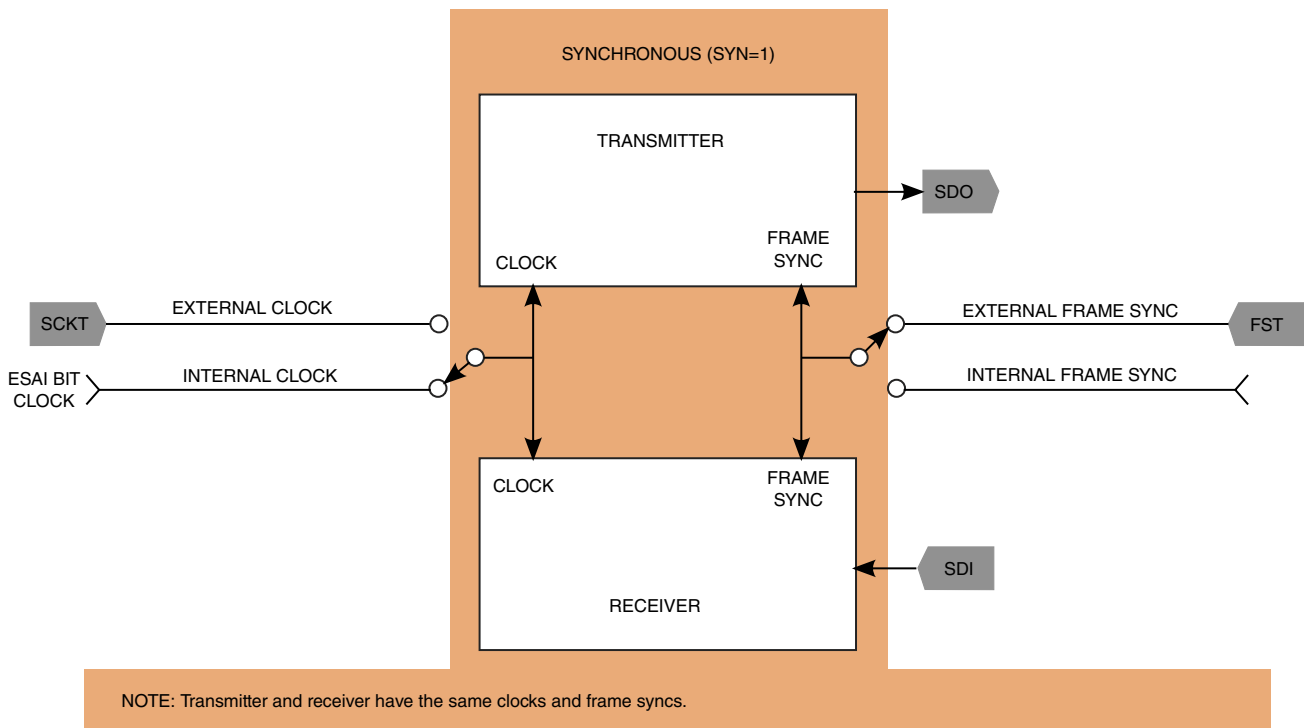 SYNCHRONOUS (SYN=1)
TRANSMITTER
SDO
FRAME
SYNC
CLOCK
SCKT
EXTERNAL CLOCK
EXTERNAL FRAME SYNC
FST
ESAI BIT
CLOCK
INTERNAL CLOCK
INTERNAL FRAME SYNC
CLOCK
FRAME
SYNC
SDI
RECEIVER
NOTE: Transmitter and receiver have the same clocks and frame syncs.